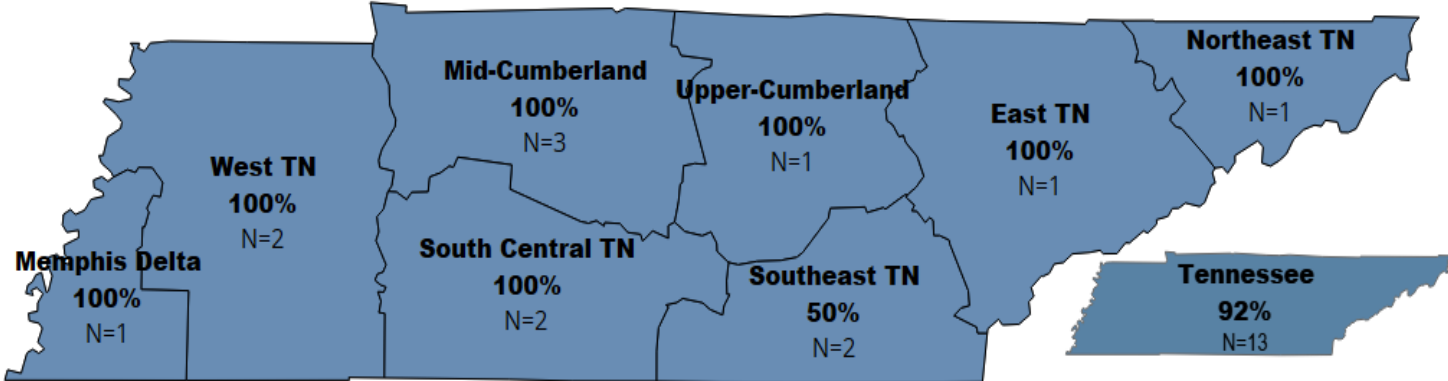 Mid-Cumberland
100%
N=3
Upper-Cumberland
100%
N=1
East TN
100%
N=1
Northeast TN
100%
N=1
West TN
100%
N=2
Memphis Delta
100%
N=1
South Central TN
100%
N=2
Southeast TN
50%
N=2
Tennessee
92%
N=13